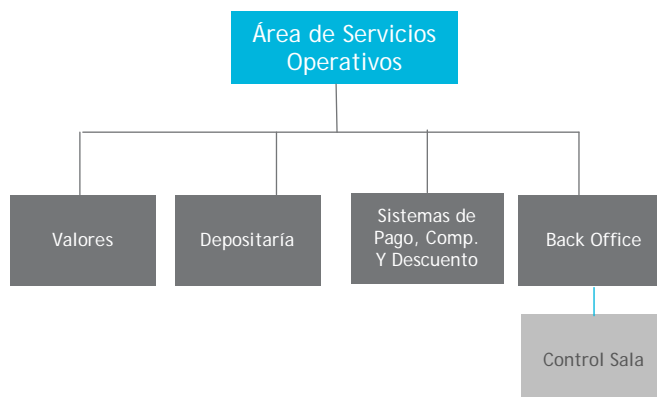 Área de Servicios
Operativos
Valores
Depositaría
Sistemas de
Pago, Comp.
Y Descuento
Back Office
Control Sala